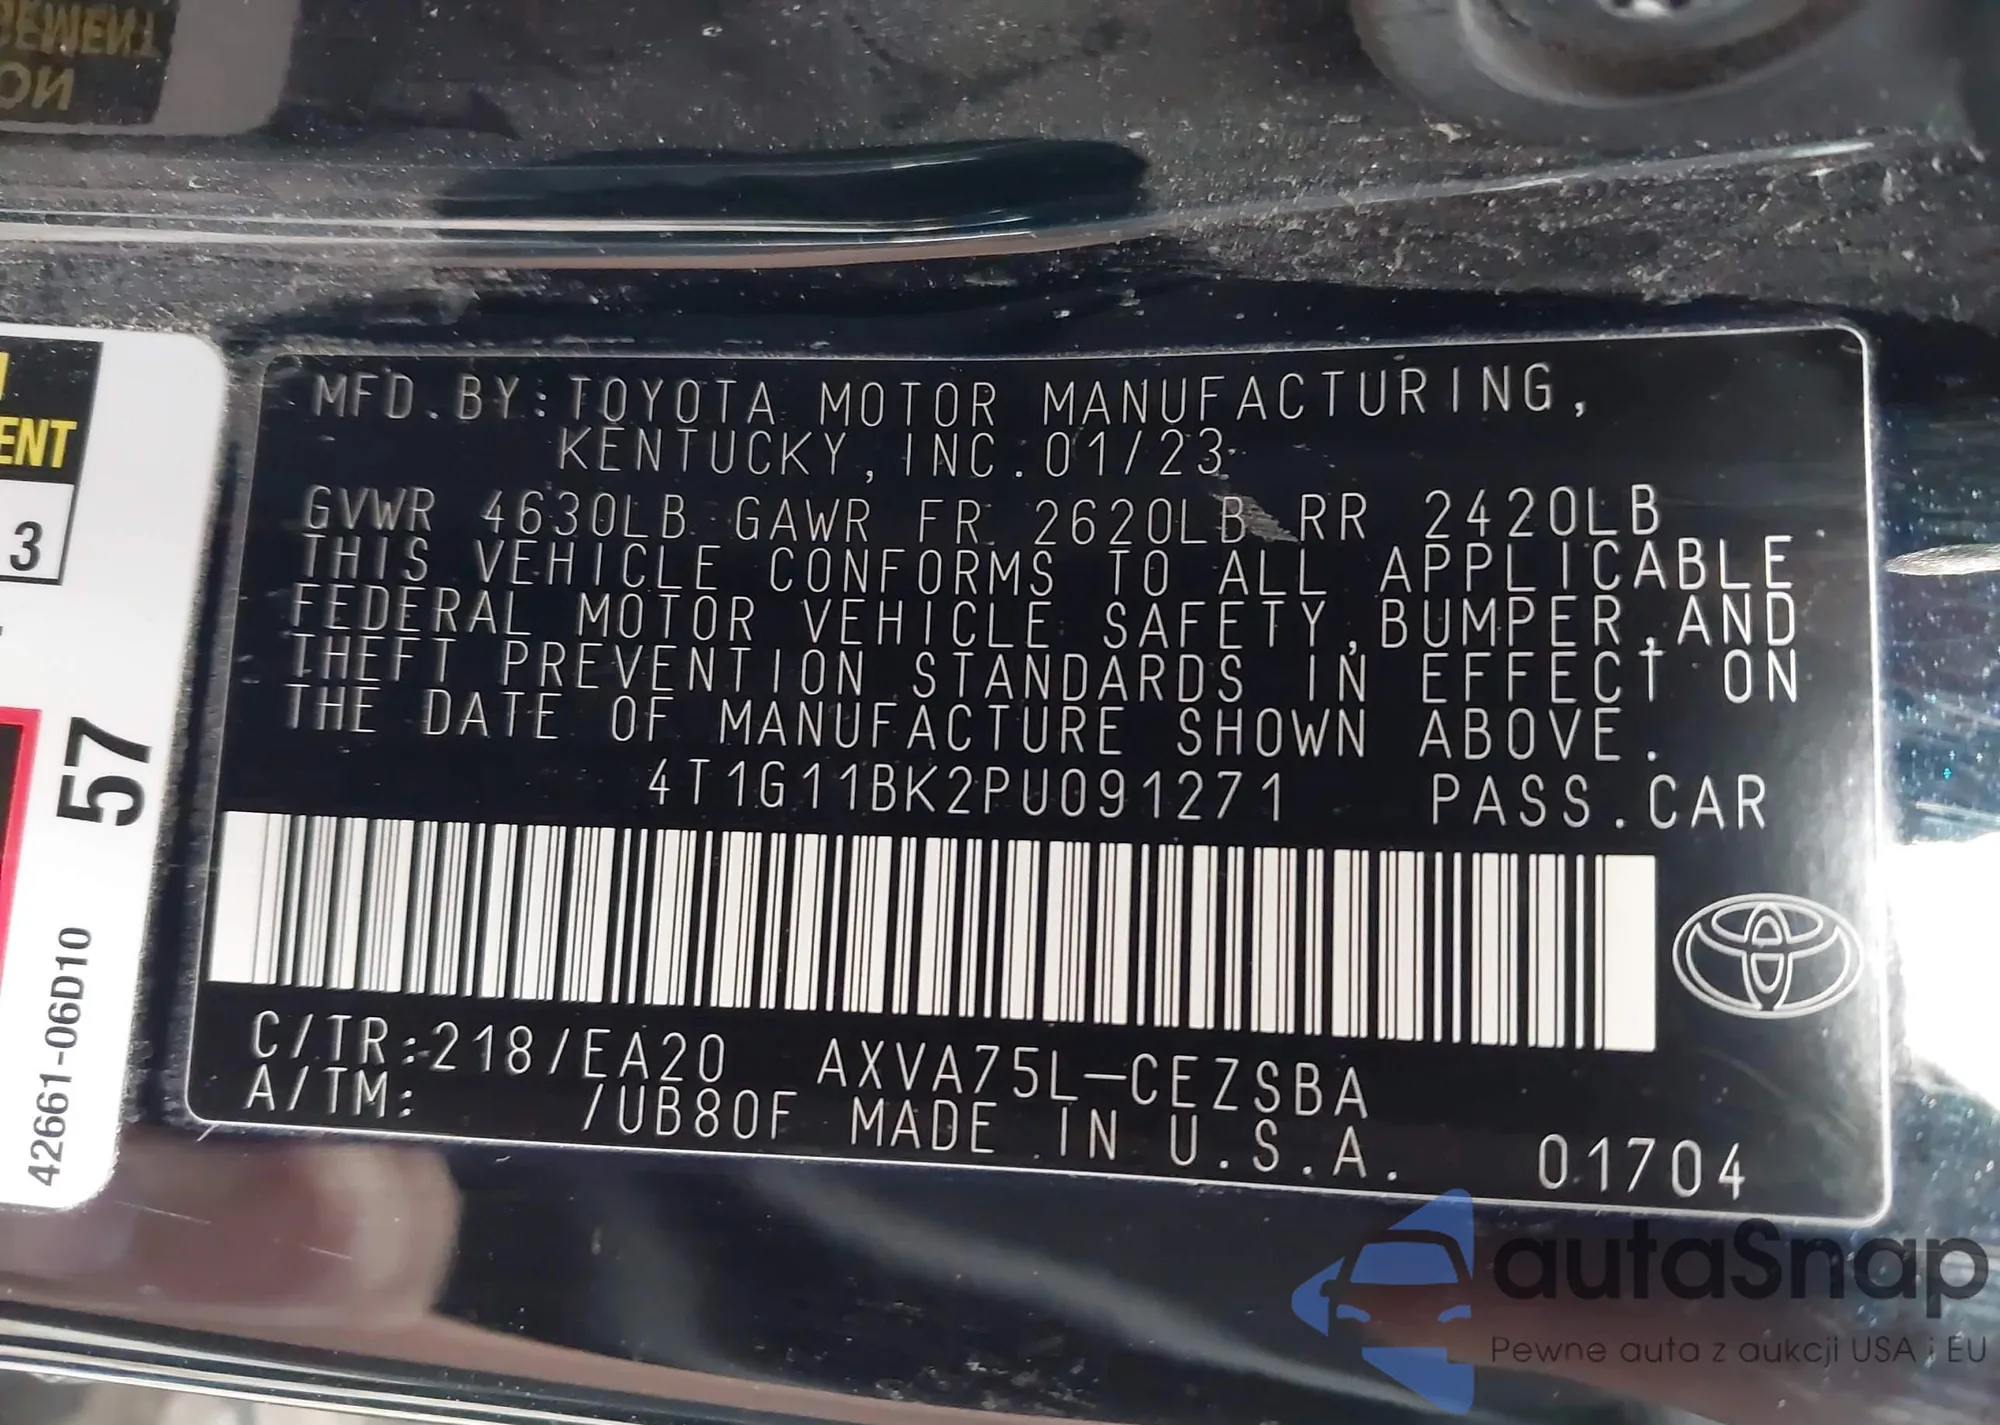 ENT
3
57
42661-06D10
MFD.BY:TOYOTA MOTOR MANUFACTURING,
KENTUCKY,INC.01/23
GVWR 4630LB GAWR FR 2620LB RR 2420LB
THIS VEHICLE CONFORMS TO ALL APPLICABLE
FEDERAL MOTOR VEHICLE SAFETY,BUMPER,AND
THEFT PREVENTION STANDARDS IN EFFECT ON
THE DATE OF MANUFACTURE SHOWN ABOVE.
4T1G11BK2PU091271 PASS.CAR
C/TR:218/EA20 AXVA75L-CEZSBA
A/TM: /UB80F MADE IN U.S.A. 01704
autaSnap
Pewne auta z aukcji USA i EU